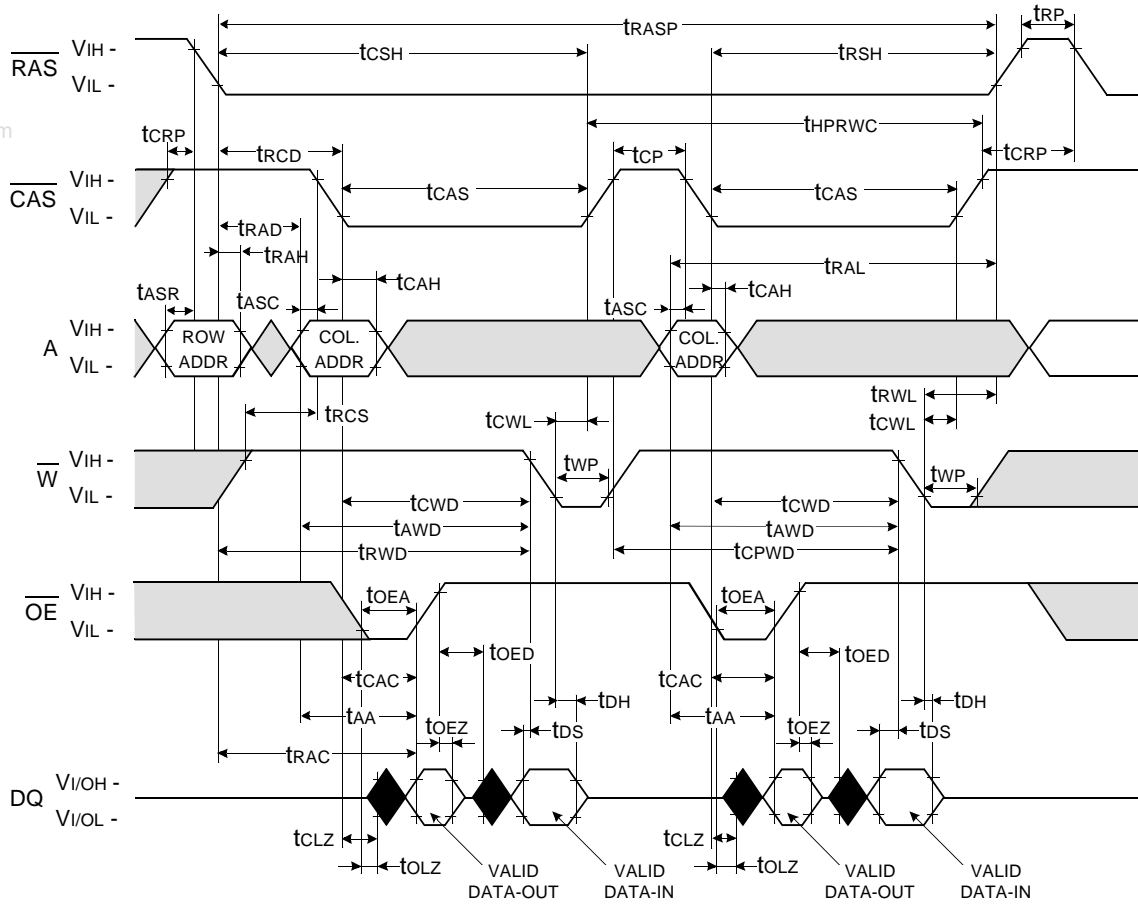 tRASP
tRP
RAS
VIH -
VIL -
tCSH
tRSH
m
tHPRWC
tCRP
tRCD
tCP
tCRP
CAS
VIH -
VIL -
tCAS
tCAS
tRAD
tRAH
tRAL
tCAH
tCAH
tASR
tASC
tASC
A
VIH -
VIL -
ROW
ADDR
COL.
ADDR
COL.
ADDR
tRWL
tRCS
tCWL
tCWL
W
VIH -
VIL -
tWP
tWP
tCWD
tCWD
tAWD
tAWD
tRWD
tCPWD
OE
VIH -
VIL -
tOEA
tOEA
tOED
tOED
tCAC
tCAC
tDH
tDH
tAA
tAA
tOEZ
tOEZ
tDS
tDS
tRAC
DQ
VI/OH -
VI/OL -
tCLZ
tCLZ
tOLZ
tOLZ
VALID
DATA-OUT
VALID
DATA-IN
VALID
DATA-OUT
VALID
DATA-IN